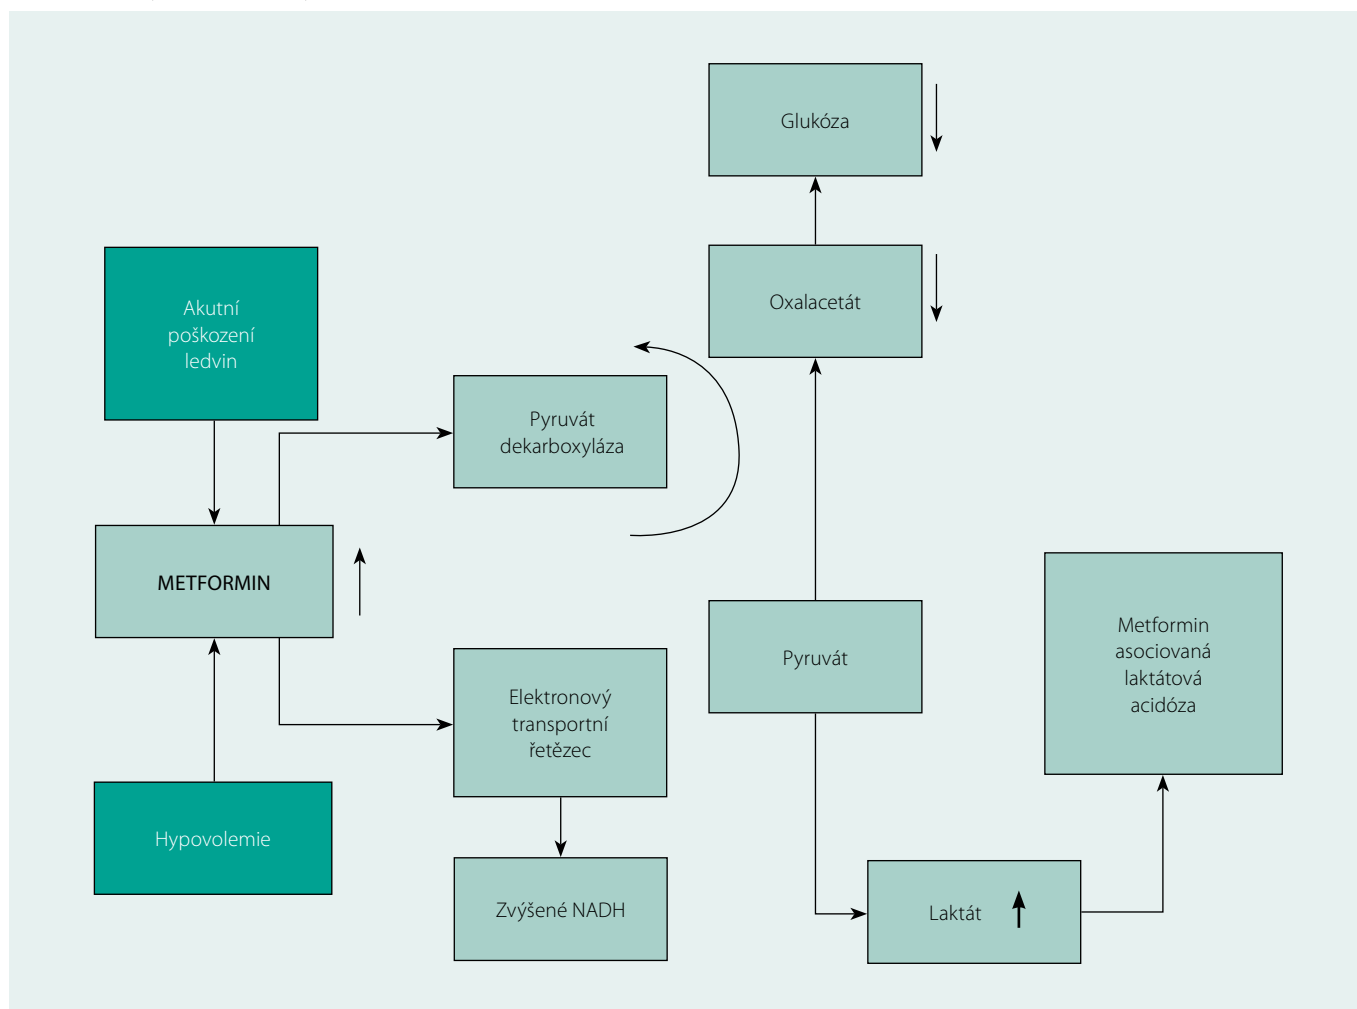 Glukóza
Oxalacetát
Akutní
poškození
ledvin
Pyruvát
dekarboxyláza
METFORMIN
Elektronový
transportní
řetězec
Pyruvát
Metformin
asociovaná
laktátová
acidóza
Hypovolemie
Zvýšené NADH
Laktát